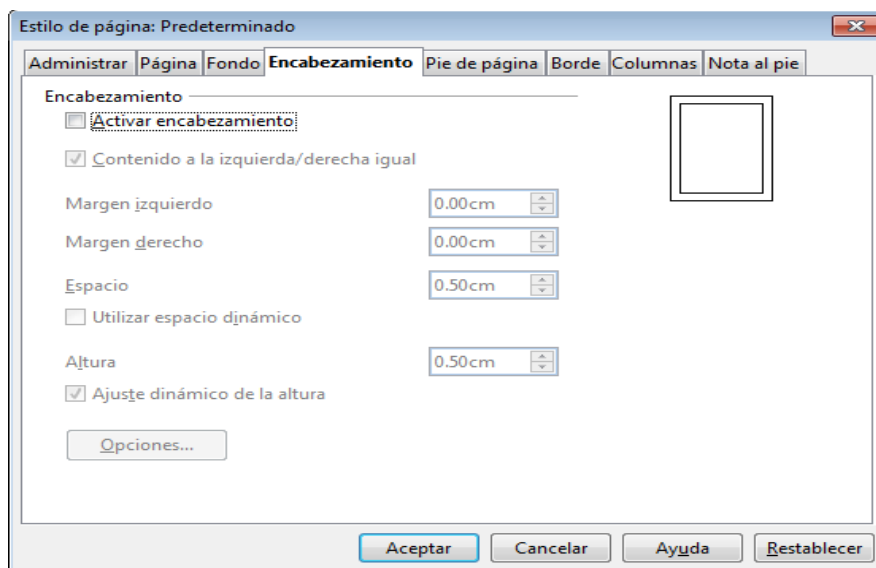 Estilo de página: Predeterminado
Administrar Página Fondo Encabezamiento Pie de página Borde Columnas Nota al pie
Encabezamiento
Activar encabezamiento
Contenido a la izquierda/derecha igual
Margen izquierdo 0.00cm
Margen derecho 0.00cm
Espacio 0.50cm
Utilizar espacio dinámico
Altura 0.50cm
Ajuste dinámico de la altura
Opciones...
Aceptar Cancelar Ayuda Restablecer